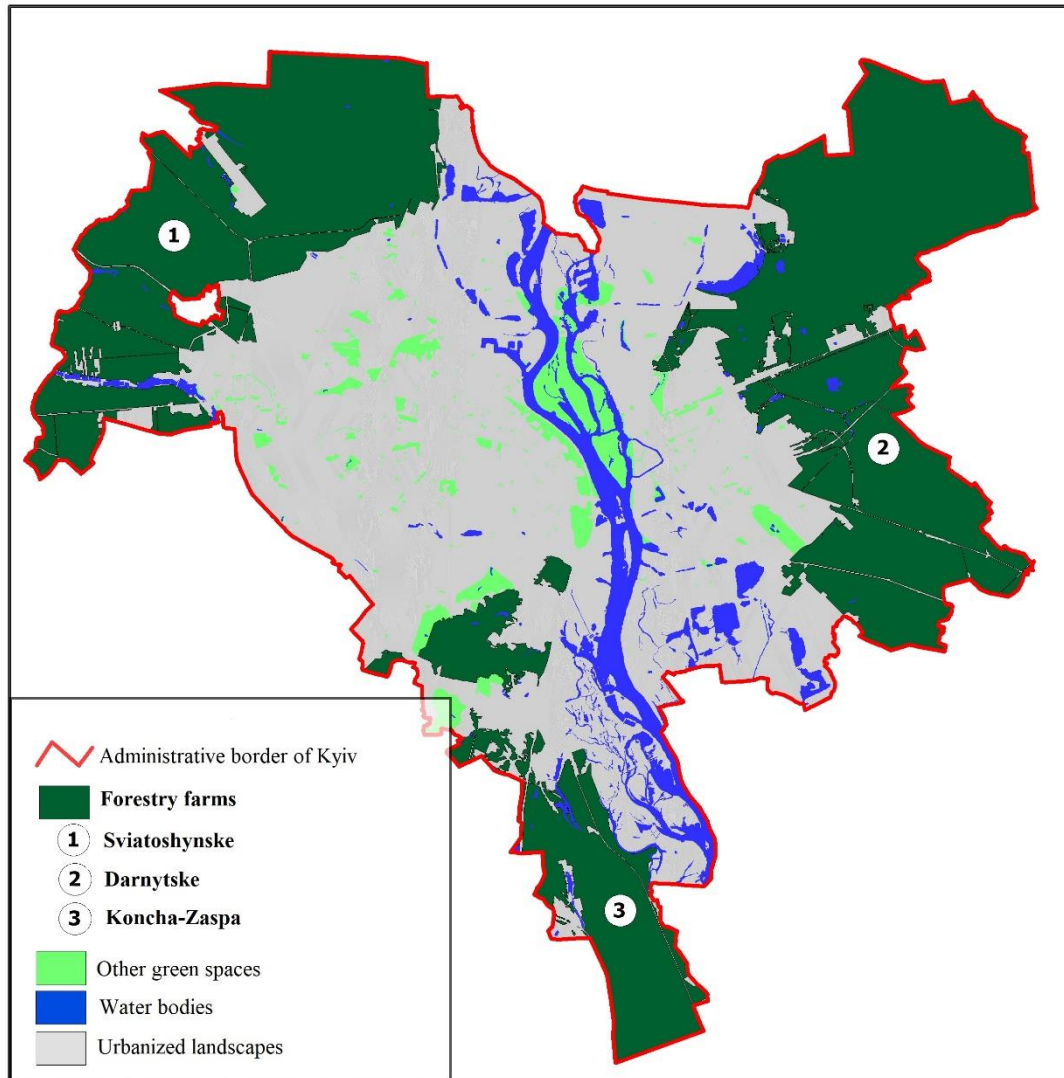 1
2
3
Administrative border of Kyiv
Forestry farms
1 Sviatoshynske
2 Darnytske
3 Koncha-Zaspa
Other green spaces
Water bodies
Urbanized landscapes